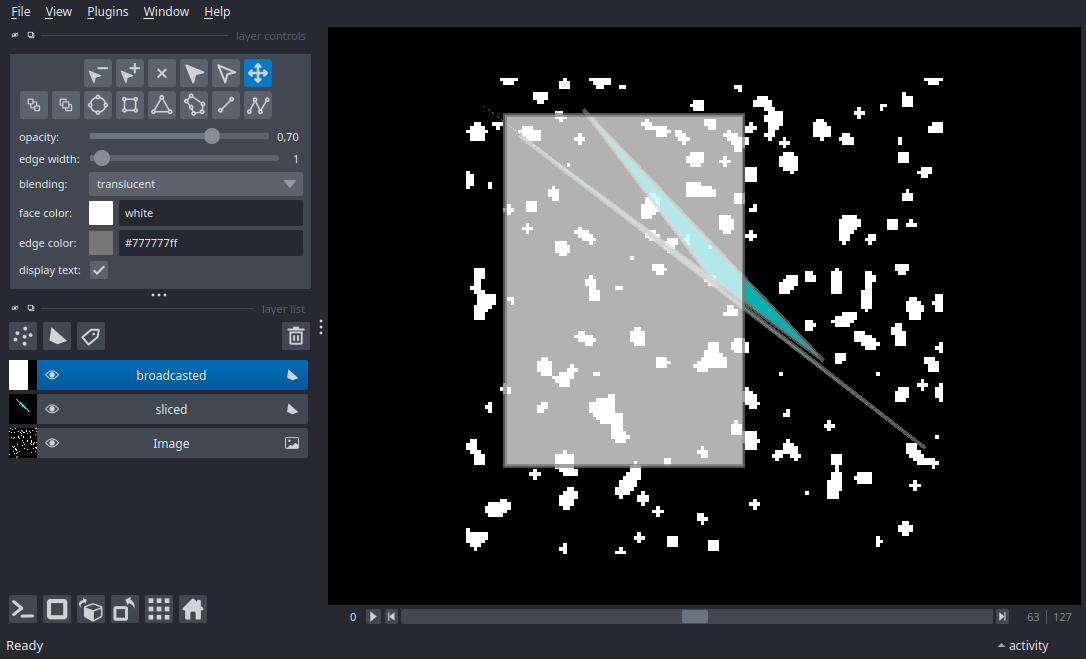 File View Plugins Window Help
layer controls
opacity: 0,70
edge width: 1
blending: translucent
face color: white
edge color: #777777ff
display text:
layer list
broadcasted
sliced
Image
0 63 127
Ready activity